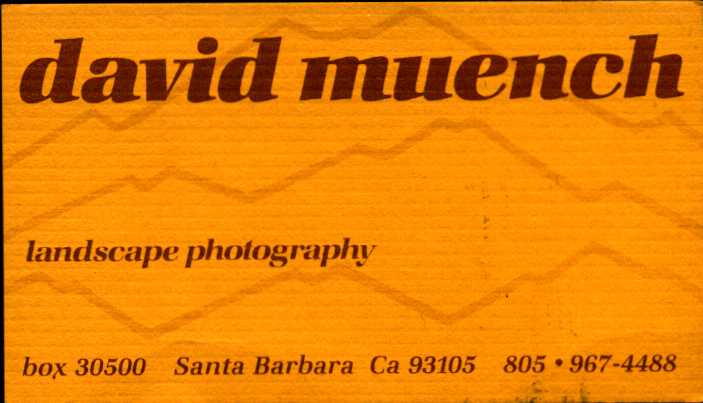 david muench
landscape photography
box 30500 Santa Barbara Ca 93105 805 • 967-4488